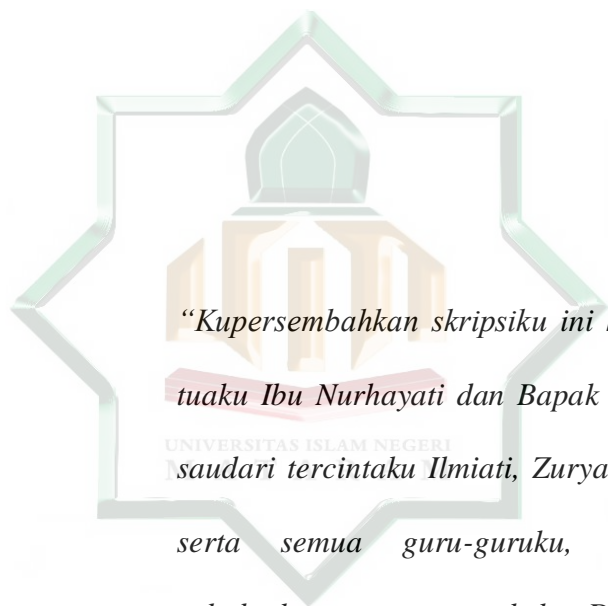 “Kupersembahkan skripsiku ini
tuaku Ibu Nurhayati dan Bapak
saudari tercintaku Ilmiati, Zurya
UNIVERSITAS ISLAM NEGERI
M A T A R A M
serta semua guru-guruku,